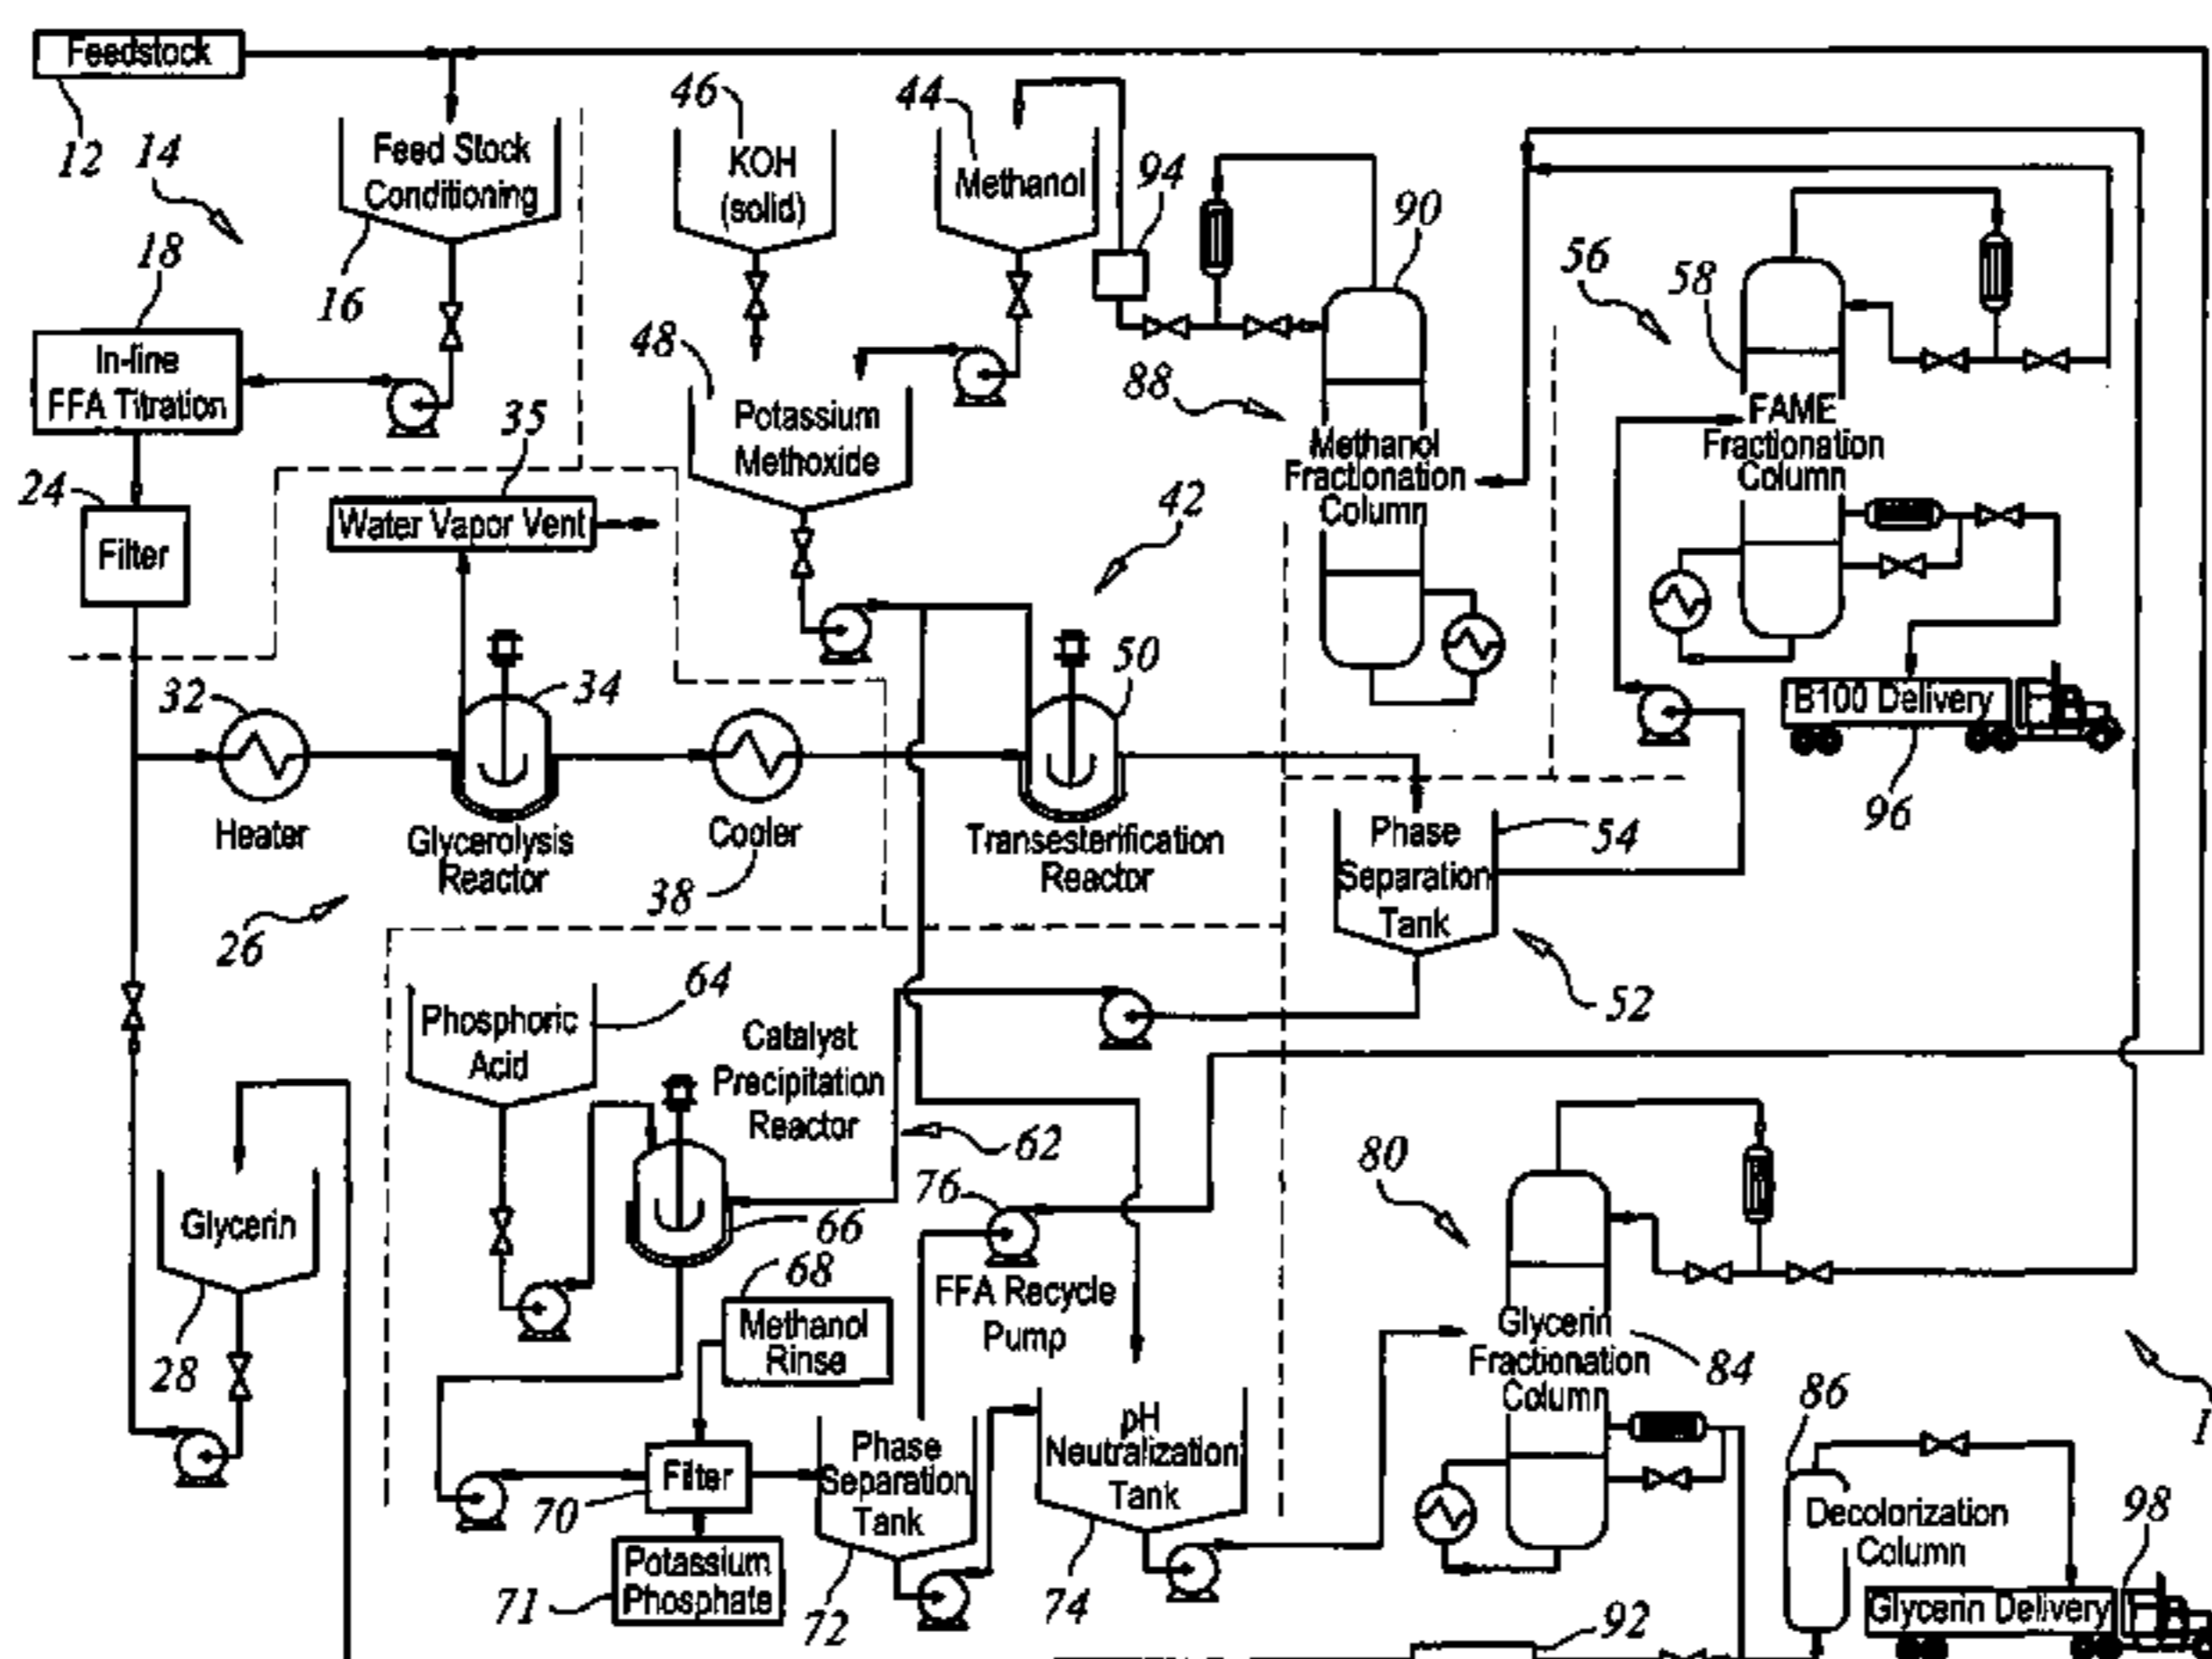 Feedstock
12
14
Feed Stock
Conditioning
16
18
In-line
FFA Titration
24
Filter
35
Water Vapor Vent
46
KOH
(solid)
44
Methanol
48
Potassium
Methoxide
94
90
88
Methanol
Fractionation
Column
42
56
58
FAME
Fractionation
Column
B100 Delivery
96
32
Heater
34
Glycerolysis
Reactor
Cooler
38
50
Transesterification
Reactor
Phase
Separation
Tank
54
52
26
64
Phosphoric
Acid
Catalyst
Precipitation
Reactor
62
66
76
FFA Recycle
Pump
68
Methanol
Rinse
Glycerin
28
Filter
70
Potassium
Phosphate
71
Phase
Separation
Tank
72
pH
Neutralization
Tank
74
80
Glycerin
Fractionation
Column
84
86
Decolorization
Column
98
Glycerin Delivery
92